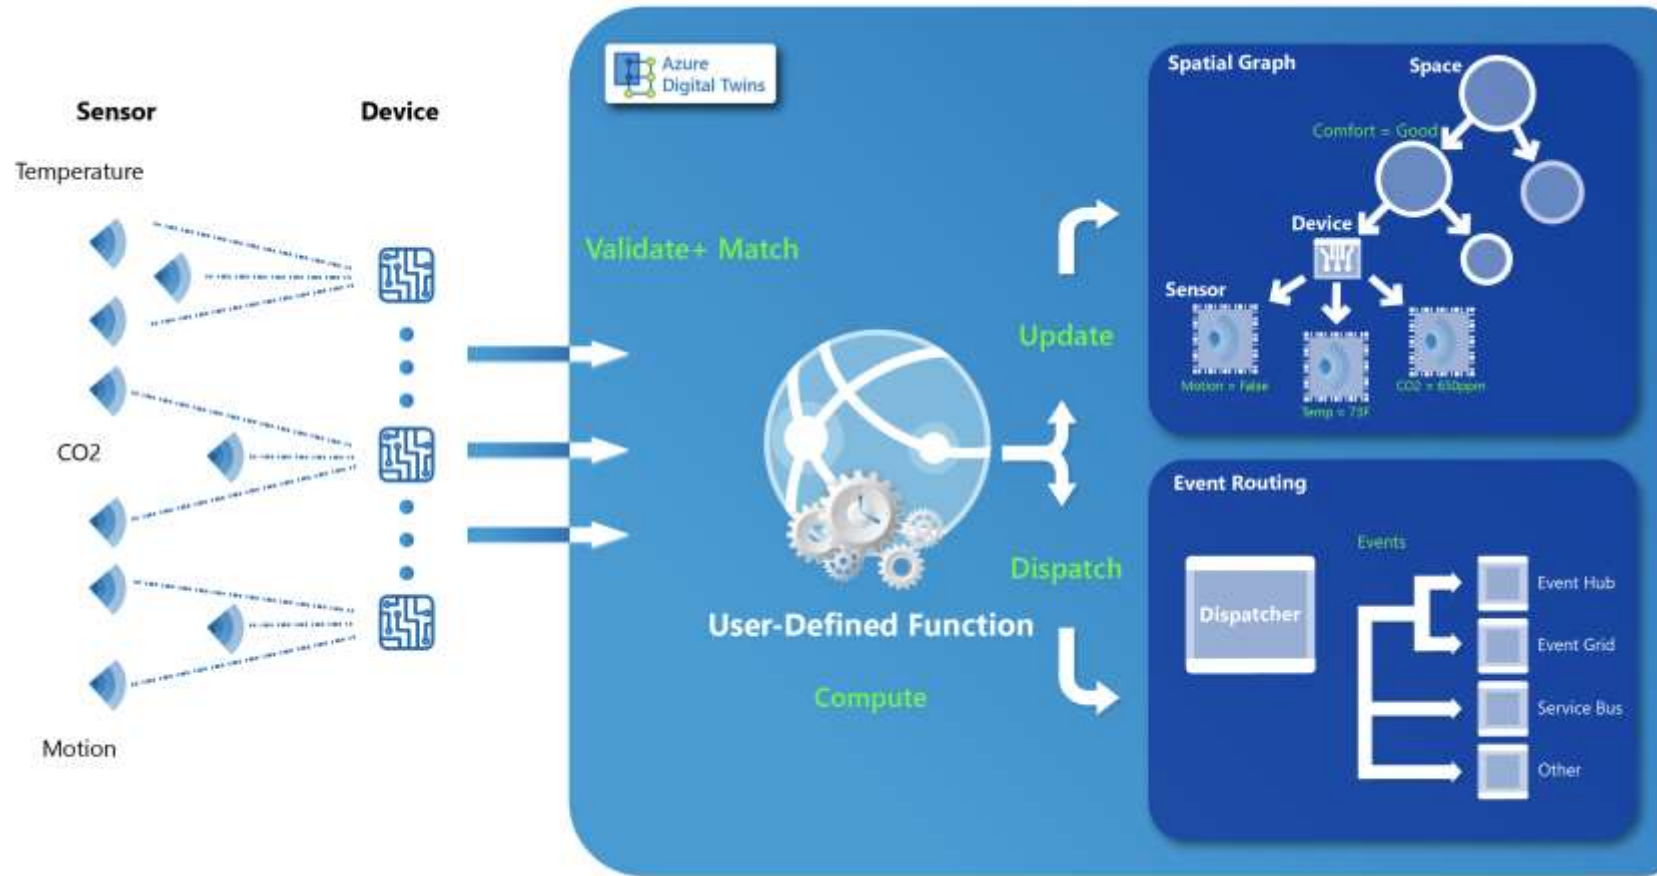 Sensor
Device
Temperature
CO2
Motion
Azure
Digital Twins
Validate+ Match
User-Defined Function
Compute
Update
Dispatch
Spatial Graph
Space
Comfort = Good
Device
Sensor
Motion = False
Temp = 73F
CO2 = 650ppm
Event Routing
Events
Dispatcher
Event Hub
Event Grid
Service Bus
Other